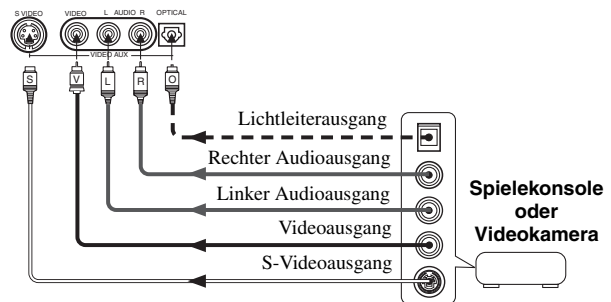 S VIDEO VIDEO L AUDIO R OPTICAL
VIDEO AUX
S V L R O
Lichtleiterausgang
Rechter Audioausgang
Linker Audioausgang
Videoausgang
S-Videoausgang
Spielekonsole
oder
Videokamera